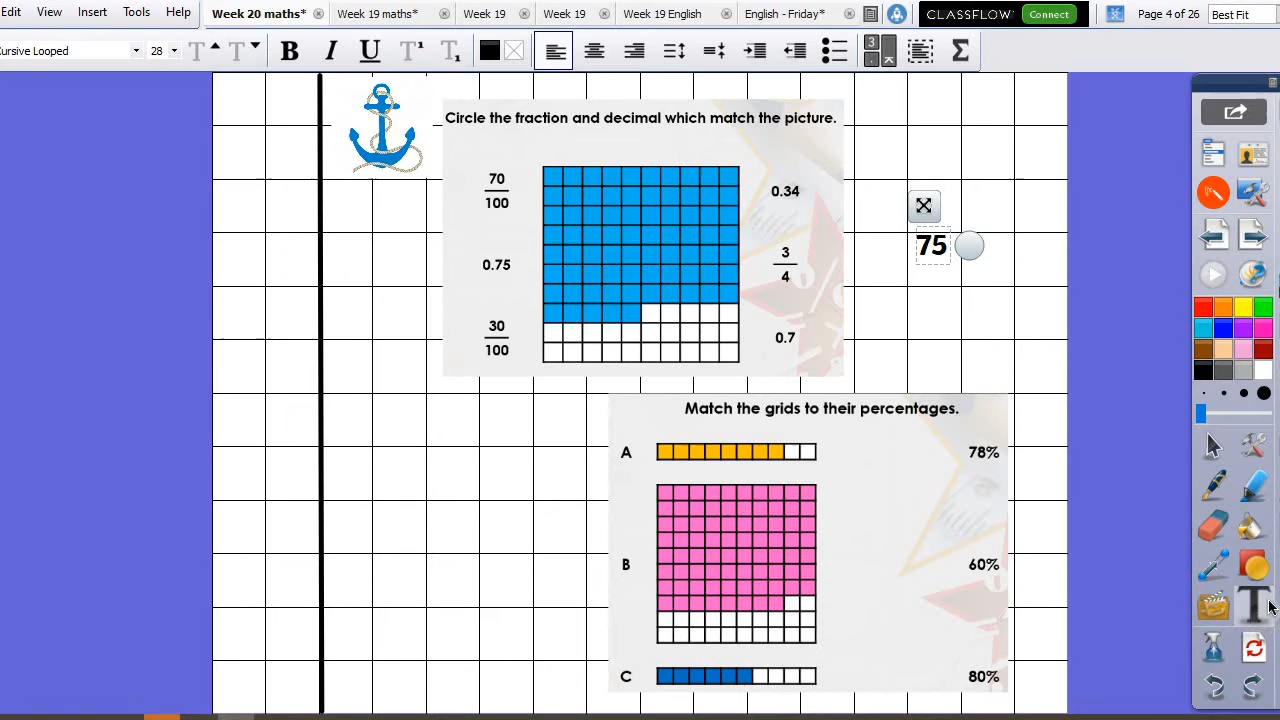 Edit View Insert Tools Help Week 20 maths* Week 19 maths* Week 19 Week 19 Week 19 English English - Friday* CLASSFLOW Connect Page 4 of 26 Best Fit
Cursive Looped 28 T T B I U T¹ T₁ 3 Σ
Circle the fraction and decimal which match the picture.
70
100
0.75
30
100
0.34
3
4
0.7
75
Match the grids to their percentages.
A 78%
B 60%
C 80%
T